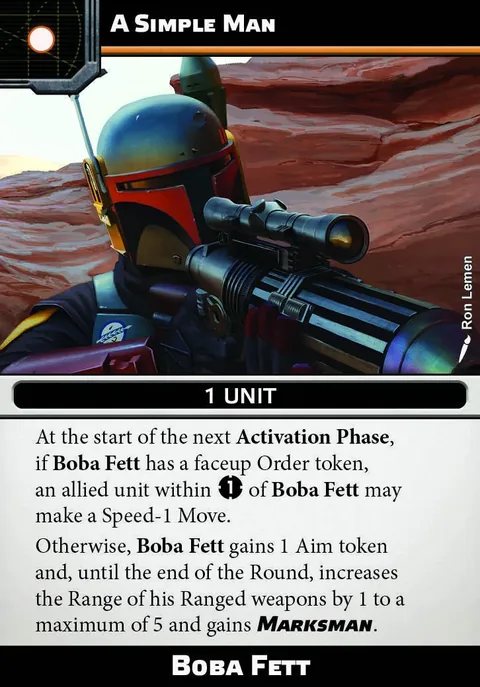 A Simple Man
Ron Lemen
1 UNIT
At the start of the next Activation Phase,
if Boba Fett has a faceup Order token,
an allied unit within 1 of Boba Fett may
make a Speed-1 Move.
Otherwise, Boba Fett gains 1 Aim token
and, until the end of the Round, increases
the Range of his Ranged weapons by 1 to a
maximum of 5 and gains Marksman.
Boba Fett